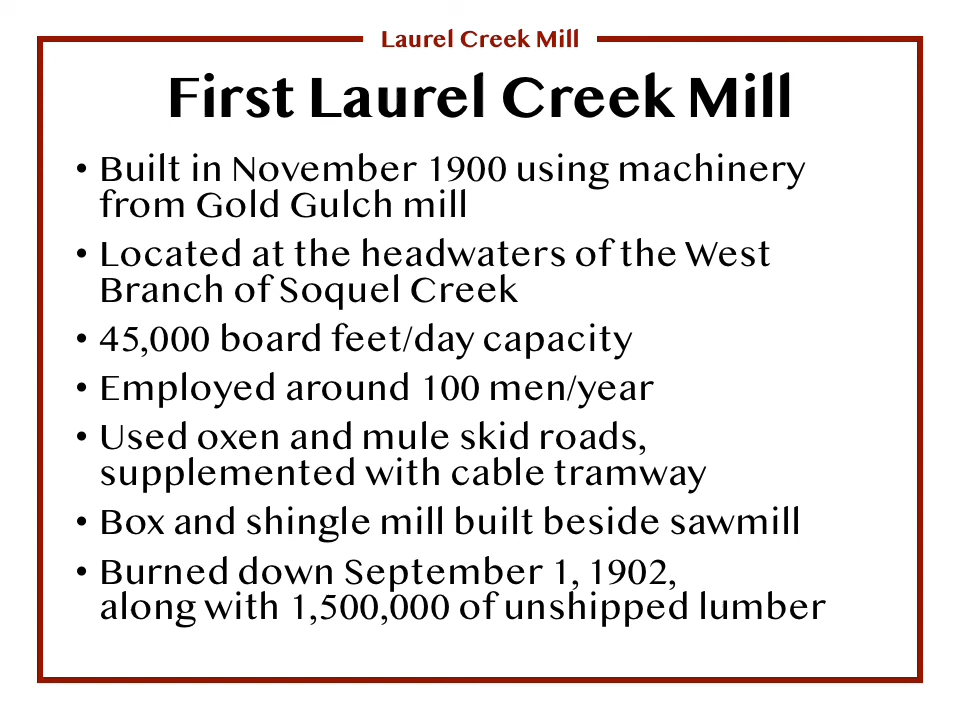 Laurel Creek Mill
First Laurel Creek Mill
• Built in November 1900 using machinery
from Gold Gulch mill
• Located at the headwaters of the West
Branch of Soquel Creek
• 45,000 board feet/day capacity
• Employed around 100 men/year
• Used oxen and mule skid roads,
supplemented with cable tramway
• Box and shingle mill built beside sawmill
• Burned down September 1, 1902,
along with 1,500,000 of unshipped lumber